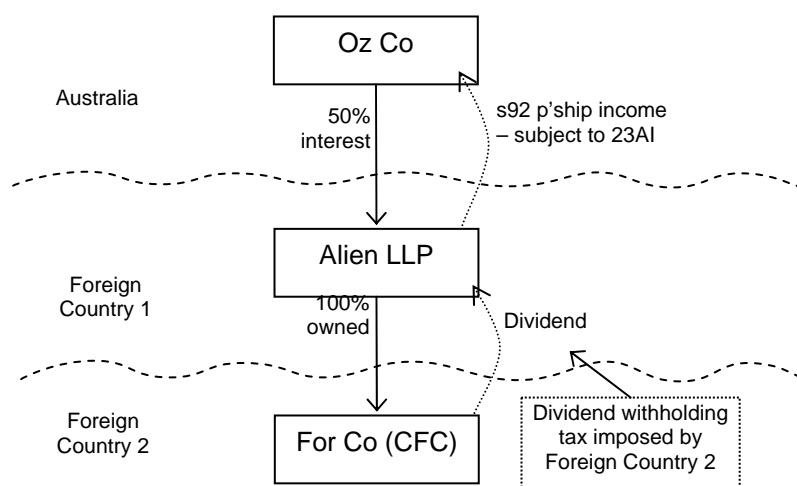 Oz Co
Australia
50%
interest
s92 p'ship income
– subject to 23AI
Alien LLP
Foreign
Country 1
100%
owned
Dividend
Foreign
Country 2
For Co (CFC)
Dividend withholding
tax imposed by
Foreign Country 2